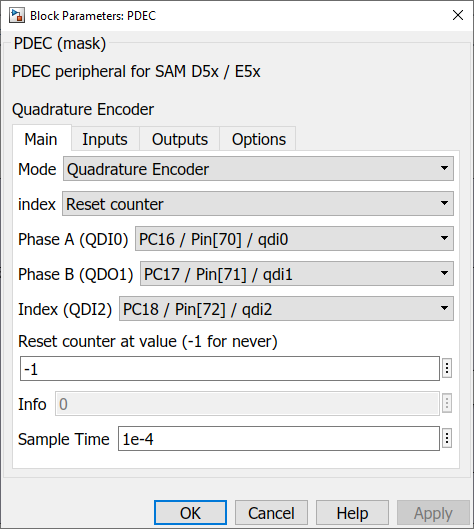 Block Parameters: PDEC
PDEC (mask)
PDEC peripheral for SAM D5x / E5x
Quadrature Encoder
Main Inputs Outputs Options
Mode Quadrature Encoder
index Reset counter
Phase A (QDI0) PC16 / Pin[70] / qdi0
Phase B (QDO1) PC17 / Pin[71] / qdi1
Index (QDI2) PC18 / Pin[72] / qdi2
Reset counter at value (-1 for never)
-1
Info 0
Sample Time 1e-4
OK Cancel Help Apply